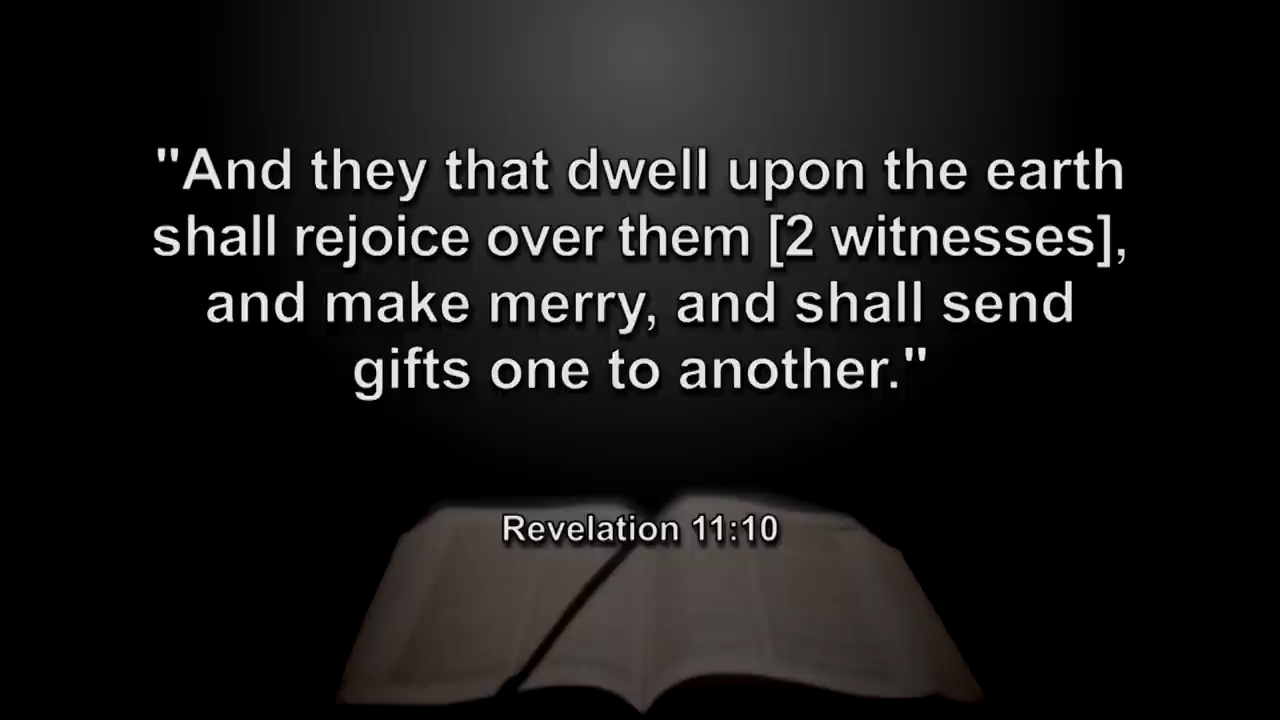 "And they that dwell upon the earth
shall rejoice over them [2 witnesses],
and make merry, and shall send
gifts one to another."
Revelation 11:10